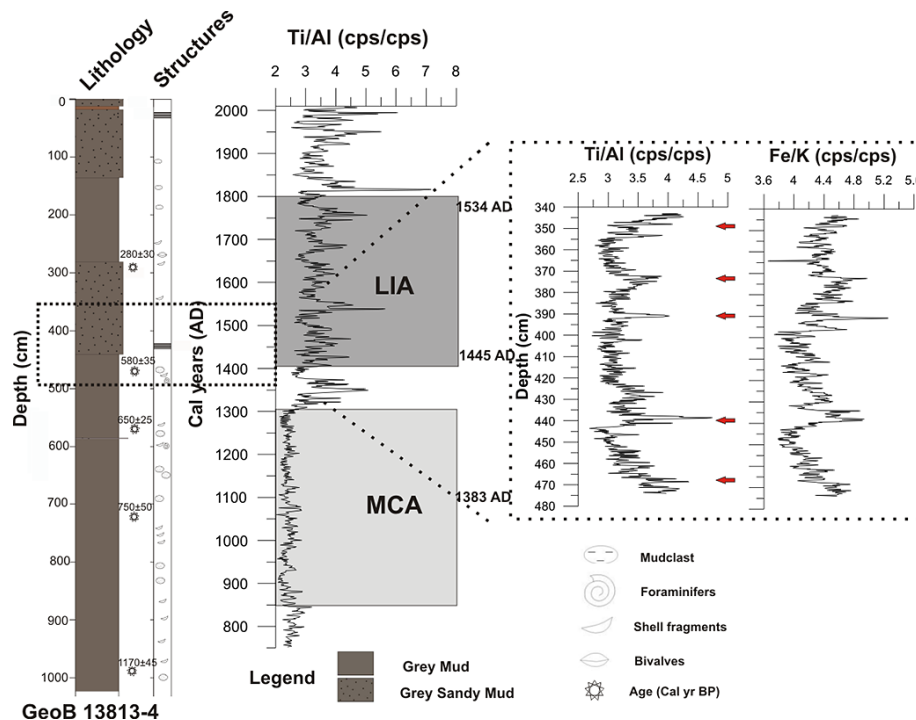 Lithology
Structures
Depth (cm)
0
100
200
300
400
500
600
700
800
900
1000
280±30
580±35
650±25
750±50
1170±45
GeoB 13813-4
Ti/Al (cps/cps)
2 3 4 5 6 7 8
Cal years (AD)
2000
1900
1800
1700
1600
1500
1400
1300
1200
1100
1000
900
800
LIA
MCA
1534 AD
1445 AD
1383 AD
Ti/Al (cps/cps)
2.5 3 3.5 4 4.5 5
Depth (cm)
340
355
370
380
390
400
410
420
430
440
450
460
470
480
Fe/K (cps/cps)
3.6 4 4.4 4.8 5.2
Mudclast
Foraminifers
Shell fragments
Bivalves
Age (Cal yr BP)
Legend
Grey Mud
Grey Sandy Mud